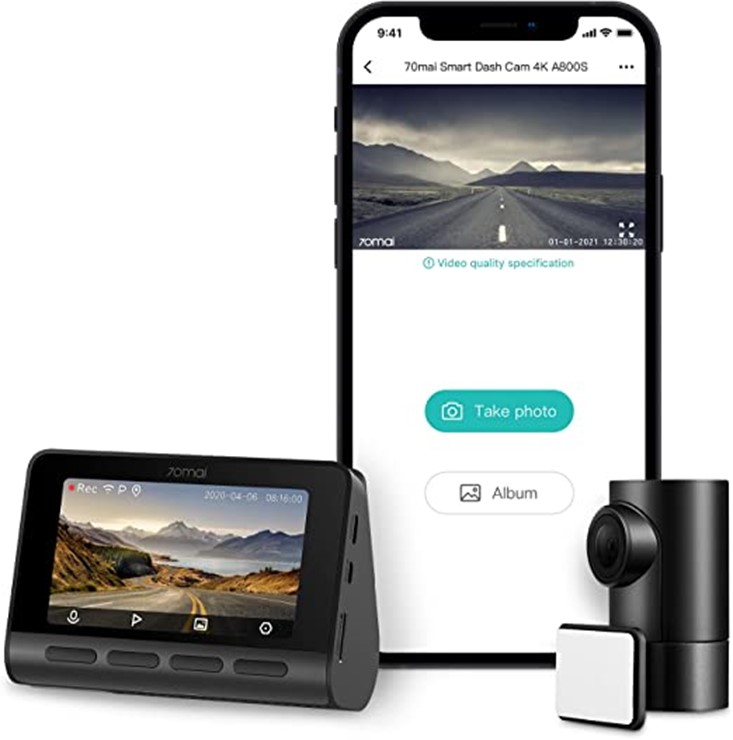 9:41
70mai Smart Dash Cam 4K A800S
70mai
01-01-2021 12:30:20
Video quality specification
Take photo
Album
70mai
Rec P
2020-04-06 08:16:00